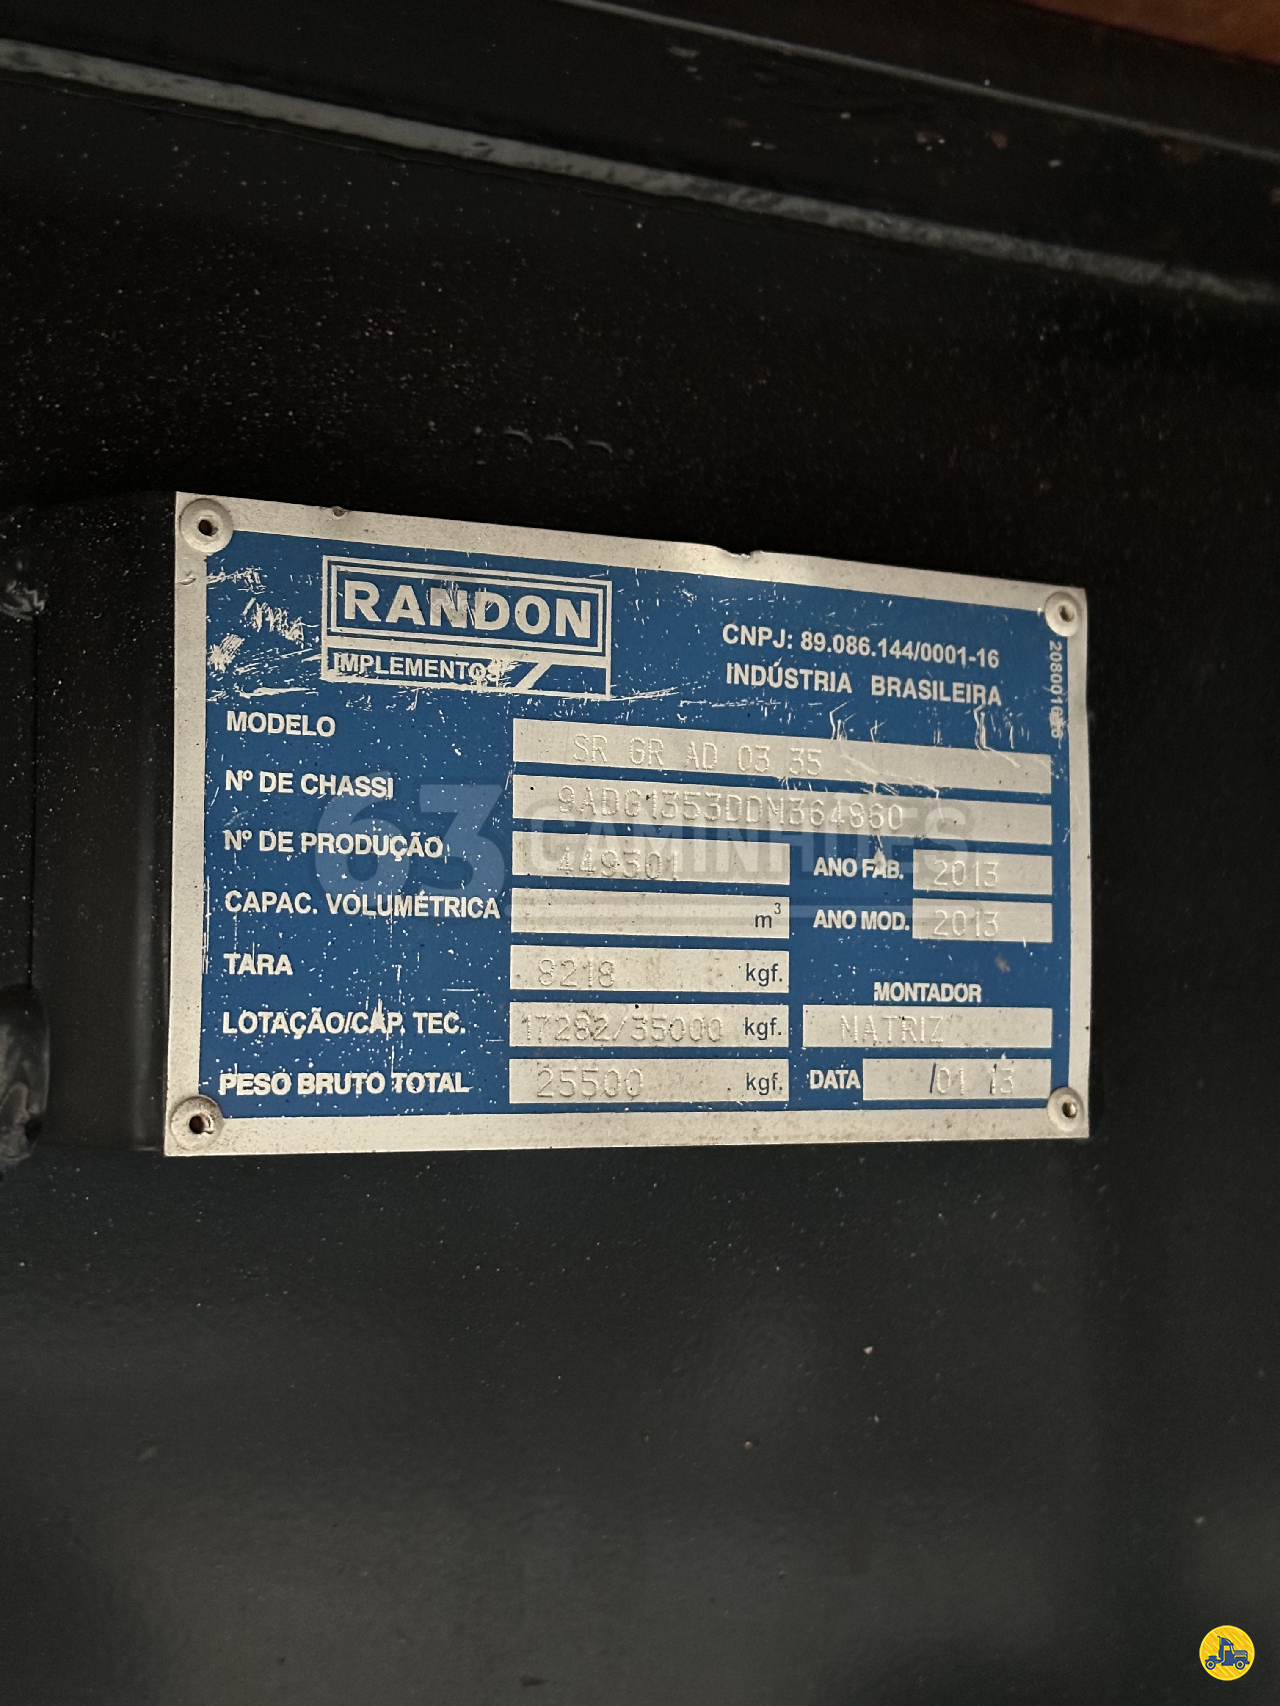 RANDON
IMPLEMENTOS
CNPJ: 89.086.144/0001-16
INDÚSTRIA BRASILEIRA
MODELO SR GR AD 03 35
Nº DE CHASSI 9ADG1353DDM364860
Nº DE PRODUÇÃO 449501 ANO FAB. 2013
CAPAC. VOLUMÉTRICA m³ ANO MOD. 2013
TARA 8218 kgf.
MONTADOR
LOTAÇÃO/CAP. TEC. 17282/35000 kgf. MATRIZ
PESO BRUTO TOTAL 25500 kgf. DATA /01 13
63 CAMINHÕES